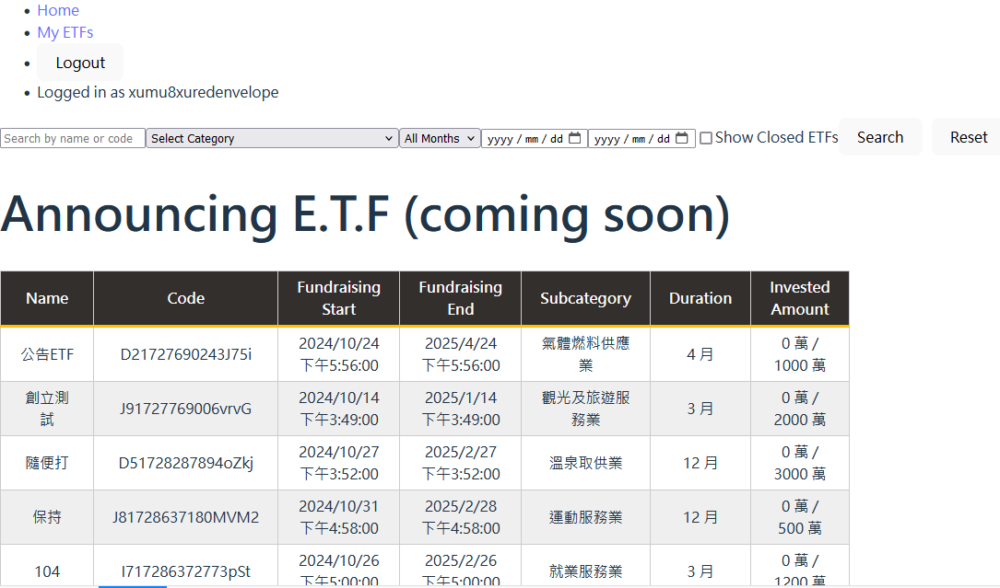 Home
My ETFs
Logout
Logged in as xumu8xuredenvelope
Search by name or code Select Category All Months yyyy / mm / dd yyyy / mm / dd Show Closed ETFs Search Reset
Announcing E.T.F (coming soon)
Name Code Fundraising Start Fundraising End Subcategory Duration Invested Amount
公告ETF D21727690243J75i 2024/10/24 下午5:56:00 2025/4/24 下午5:56:00 氣體燃料供應業 4 月 0 萬 / 1000 萬
創立測試 J91727769006vrvG 2024/10/14 下午3:49:00 2025/1/14 下午3:49:00 觀光及旅遊服務業 3 月 0 萬 / 2000 萬
隨便打 D51728287894oZkj 2024/10/27 下午3:52:00 2025/2/27 下午3:52:00 溫泉取供業 12 月 0 萬 / 3000 萬
保持 J81728637180MVM2 2024/10/31 下午4:58:00 2025/2/28 下午4:58:00 運動服務業 12 月 0 萬 / 500 萬
104 I717286372773pSt 2024/10/26 下午5:00:00 2025/2/26 下午5:00:00 就業服務業 3 月 0 萬 / 1200 萬